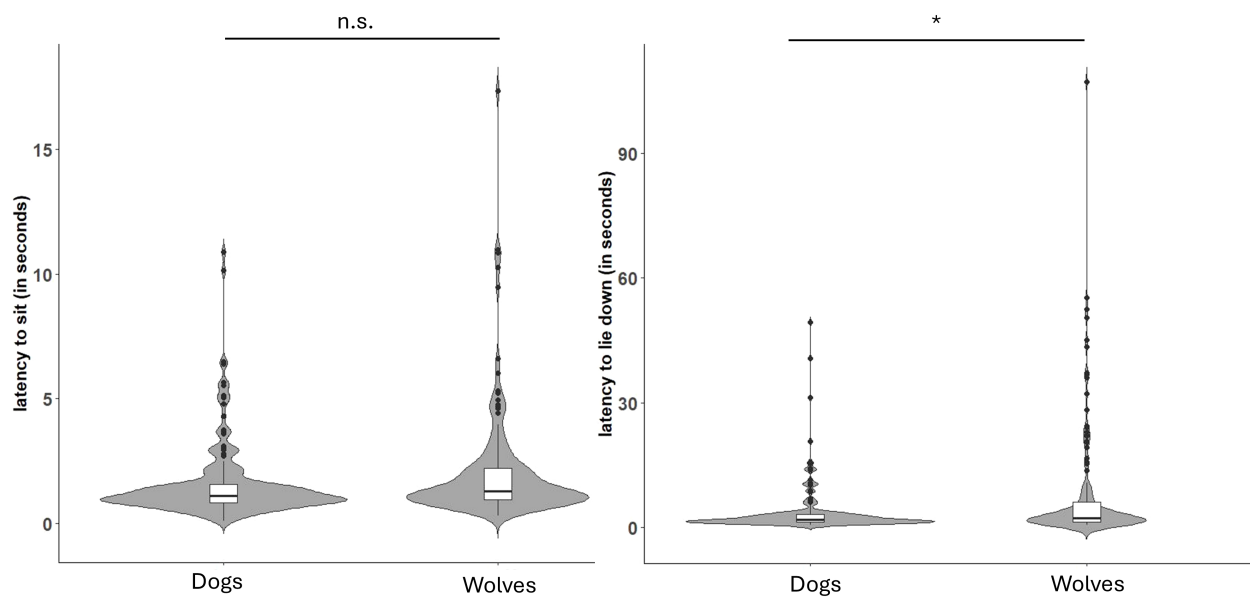 n.s.
*
latency to sit (in seconds)
15
10
5
0
Dogs
Wolves
latency to lie down (in seconds)
90
60
30
0
Dogs
Wolves